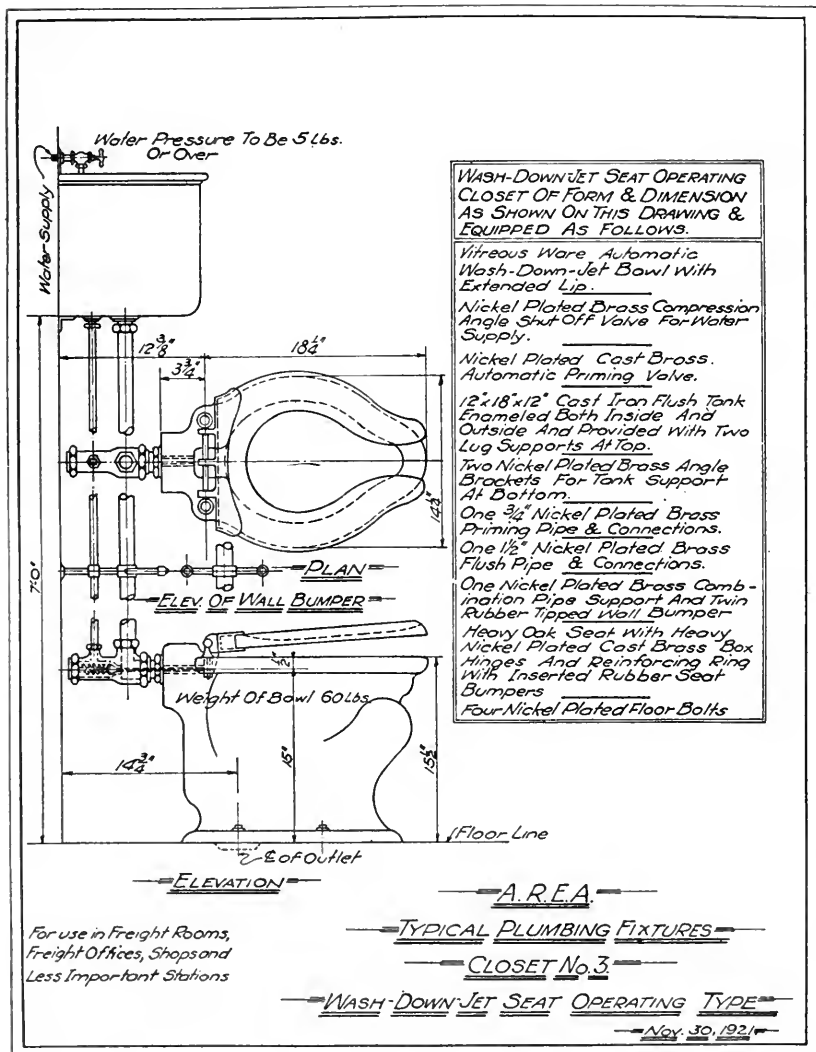 Water Pressure To Be 5 Lbs.
Or Over
Water Supply
WASH-DOWN-JET SEAT OPERATING
CLOSET OF FORM & DIMENSION
AS SHOWN ON THIS DRAWING &
EQUIPPED AS FOLLOWS.
Vitreous Ware Automatic
Wash-Down-Jet Bowl With
Extended Lip.
Nickel Plated Brass Compression
Angle Shut Off Valve For Water
Supply.
Nickel Plated Cast Brass.
Automatic Priming Valve.
12"x18"x12" Cast Iron Flush Tank
Enameled Both Inside And
Outside And Provided With Two
Lug Supports At Top.
Two Nickel Plated Brass Angle
Brackets For Tank Support
At Bottom.
One 3/4" Nickel Plated Brass
Priming Pipe & Connections.
One 1½" Nickel Plated Brass
Flush Pipe & Connections.
One Nickel Plated Brass Comb-
ination Pipe Support And Twin
Rubber Tipped Wall Bumper
Heavy Oak Seat With Heavy
Nickel Plated Cast Brass Box
Hinges And Reinforcing Ring
With Inserted Rubber Seat
Bumpers
Four Nickel Plated Floor Bolts
12 3/8"
18 1/4"
3 3/4"
14 1/4"
7'-0"
PLAN
ELEV. OF WALL BUMPER
1/2"
Weight Of Bowl 60 Lbs.
14 3/4"
15"
15 1/2"
Floor Line
℄ of Outlet
ELEVATION
For use in Freight Rooms,
Freight Offices, Shops and
Less Important Stations
A.R.E.A.
TYPICAL PLUMBING FIXTURES
CLOSET No. 3.
WASH-DOWN-JET SEAT OPERATING TYPE
Nov. 30, 1921